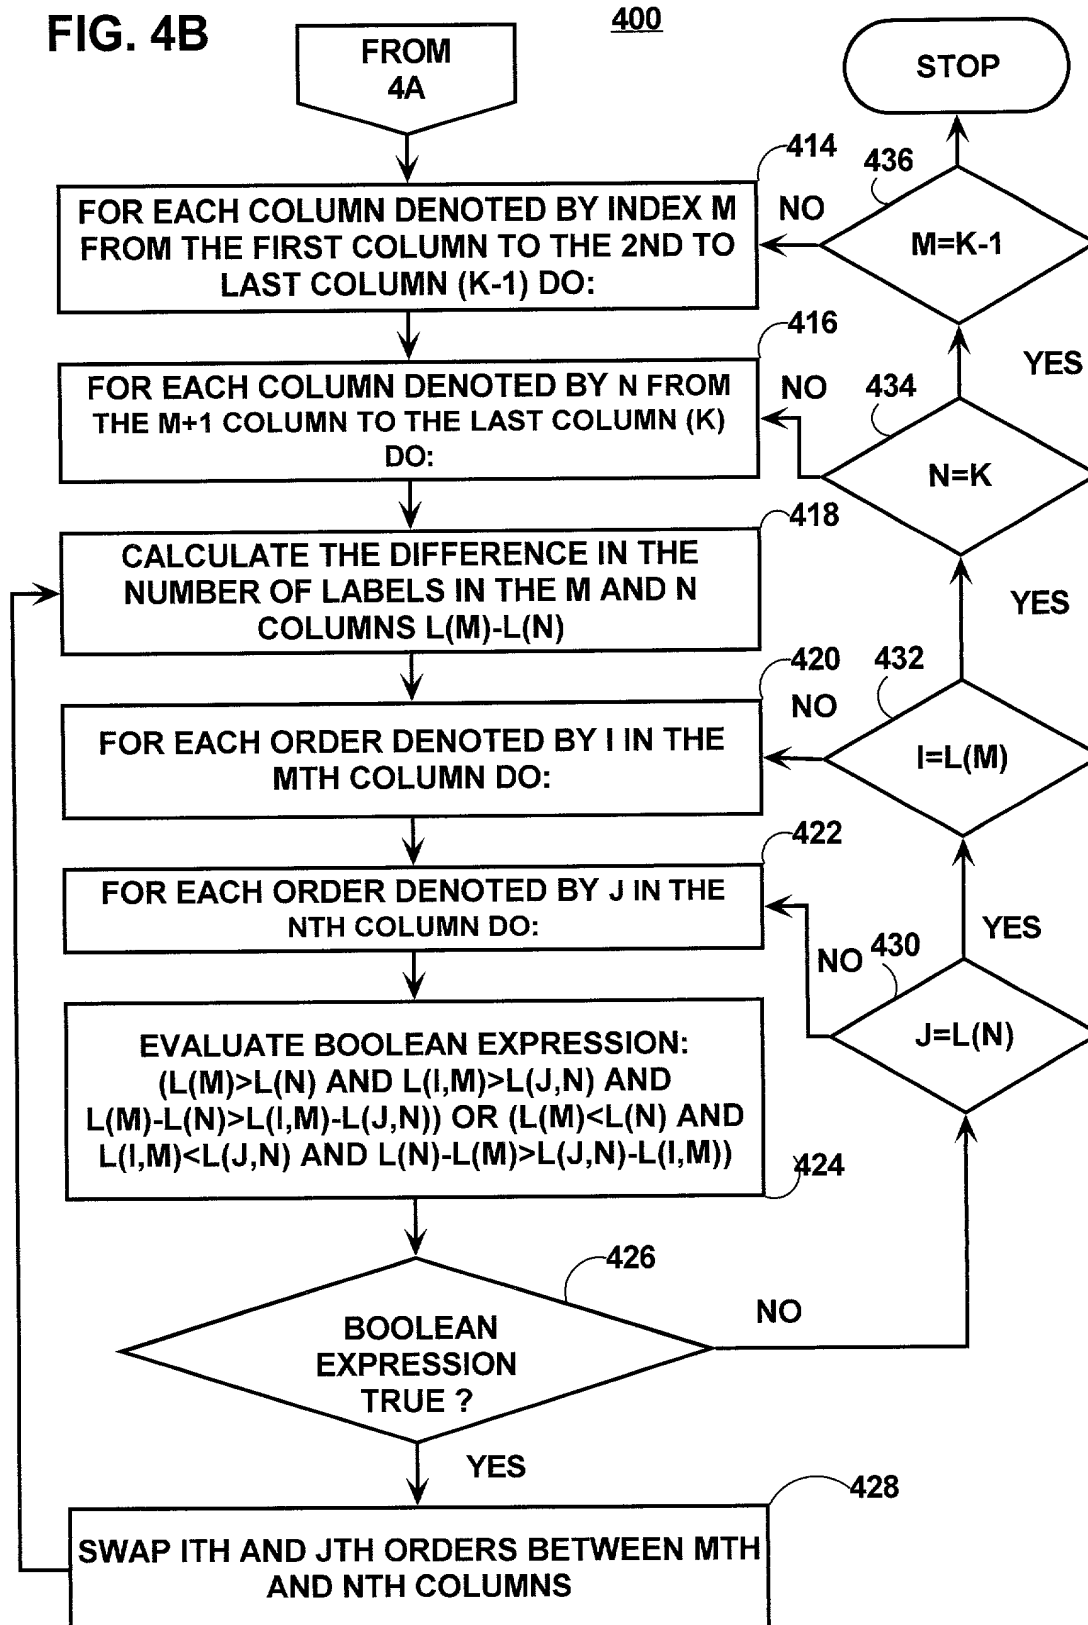 FIG. 4B
400
FROM
4A
STOP
414
436
FOR EACH COLUMN DENOTED BY INDEX M
FROM THE FIRST COLUMN TO THE 2ND TO
LAST COLUMN (K-1) DO:
NO
M=K-1
416
YES
FOR EACH COLUMN DENOTED BY N FROM
THE M+1 COLUMN TO THE LAST COLUMN (K)
DO:
NO
434
N=K
418
YES
CALCULATE THE DIFFERENCE IN THE
NUMBER OF LABELS IN THE M AND N
COLUMNS L(M)-L(N)
420
432
NO
FOR EACH ORDER DENOTED BY I IN THE
MTH COLUMN DO:
I=L(M)
422
YES
FOR EACH ORDER DENOTED BY J IN THE
NTH COLUMN DO:
NO
430
J=L(N)
EVALUATE BOOLEAN EXPRESSION:
(L(M)>L(N) AND L(I,M)>L(J,N) AND
L(M)-L(N)>L(I,M)-L(J,N)) OR (L(M)<L(N) AND
L(I,M)<L(J,N) AND L(N)-L(M)>L(J,N)-L(I,M))
424
426
BOOLEAN
EXPRESSION
TRUE ?
NO
YES
428
SWAP ITH AND JTH ORDERS BETWEEN MTH
AND NTH COLUMNS